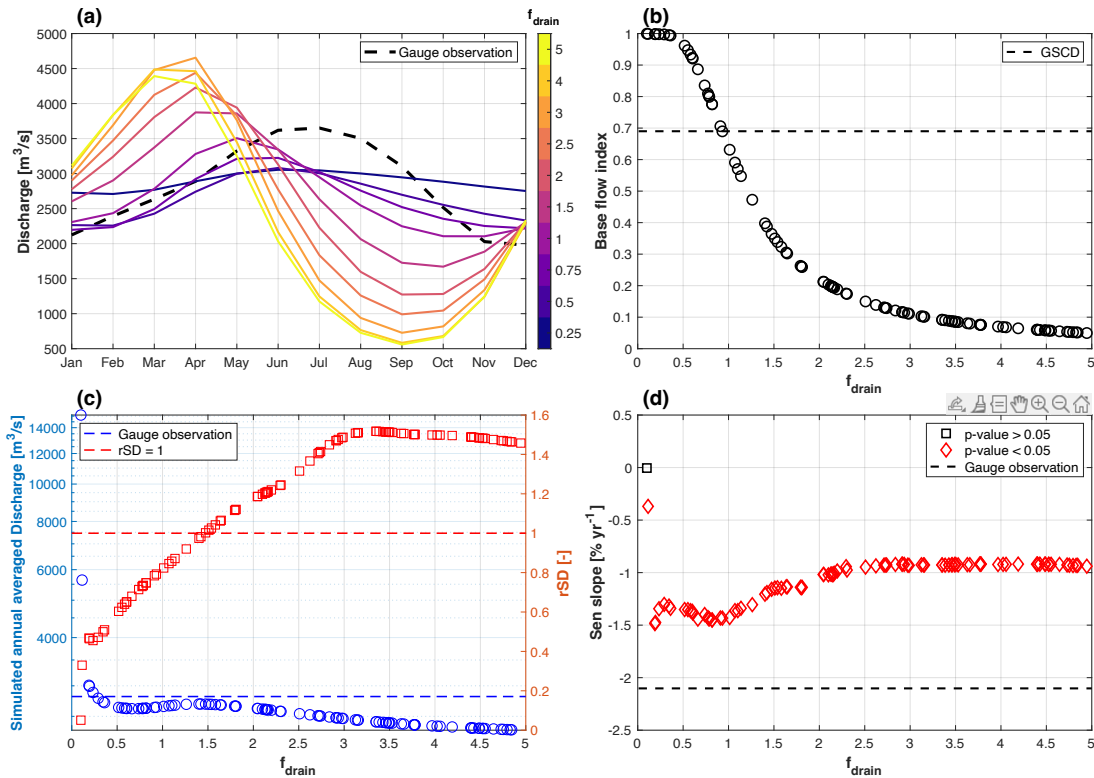 (a)
f_drain
5000
4500
4000
3500
3000
2500
2000
1500
1000
500
Discharge [m³/s]
Gauge observation
Jan Feb Mar Apr May Jun Jul Aug Sep Oct Nov Dec
5
4
3
2
1
0.75
0.5
0.25
(b)
1
0.9
0.8
0.7
0.6
0.5
0.4
0.3
0.2
0.1
0
Base flow index
GSCD
0 0.5 1 1.5 2 2.5 3 3.5 4 4.5 5
f_drain
(c)
14000
12000
10000
8000
6000
4000
Simulated annual averaged Discharge [m³/s]
Gauge observation
rSD = 1
1.6
1.4
1.2
1
0.8
0.6
0.4
0.2
0
rSD [-]
0 0.5 1 1.5 2 2.5 3 3.5 4 4.5 5
f_drain
(d)
0.5
0
-0.5
-1
-1.5
-2
-2.5
Sen slope [% yr⁻¹]
p-value > 0.05
p-value < 0.05
Gauge observation
0 0.5 1 1.5 2 2.5 3 3.5 4 4.5 5
f_drain